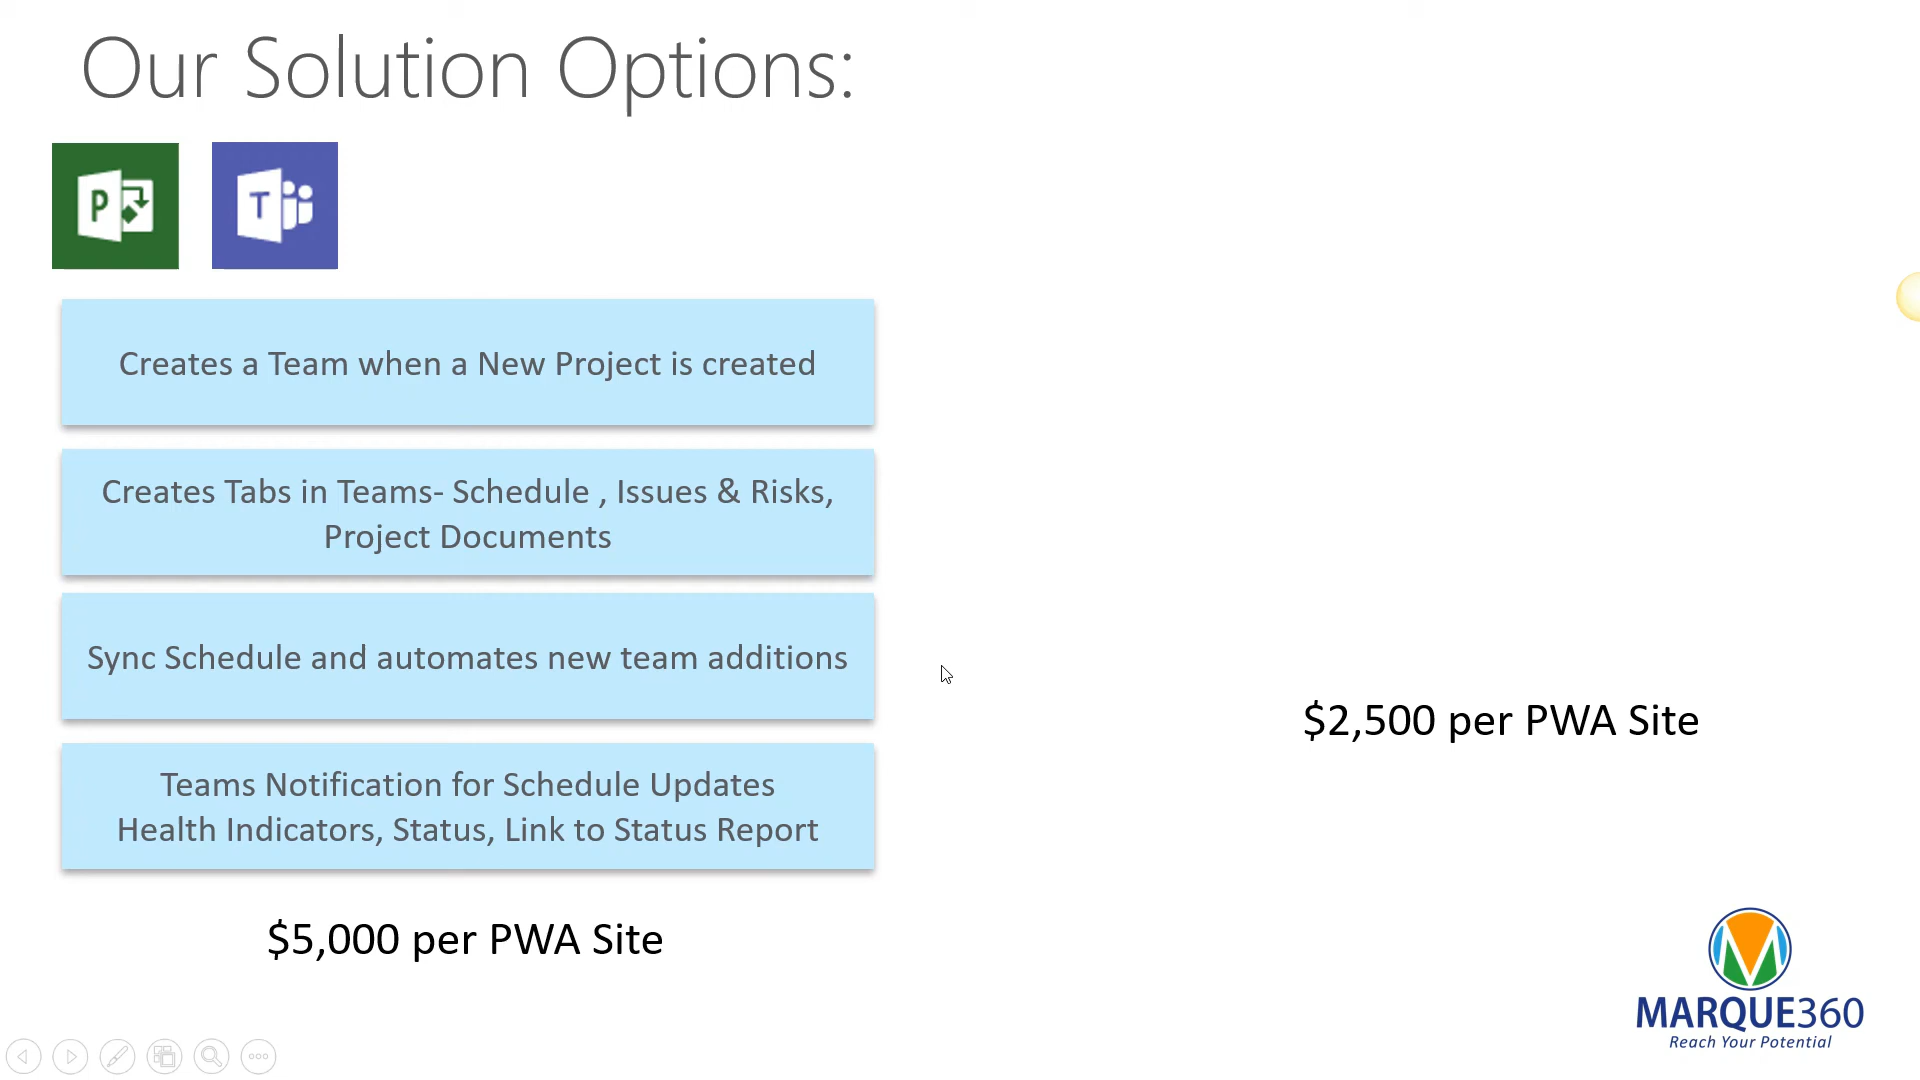 Our Solution Options:
P
T
Creates a Team when a New Project is created
Creates Tabs in Teams- Schedule , Issues & Risks,
Project Documents
Sync Schedule and automates new team additions
Teams Notification for Schedule Updates
Health Indicators, Status, Link to Status Report
$5,000 per PWA Site
$2,500 per PWA Site
MARQUE360
Reach Your Potential